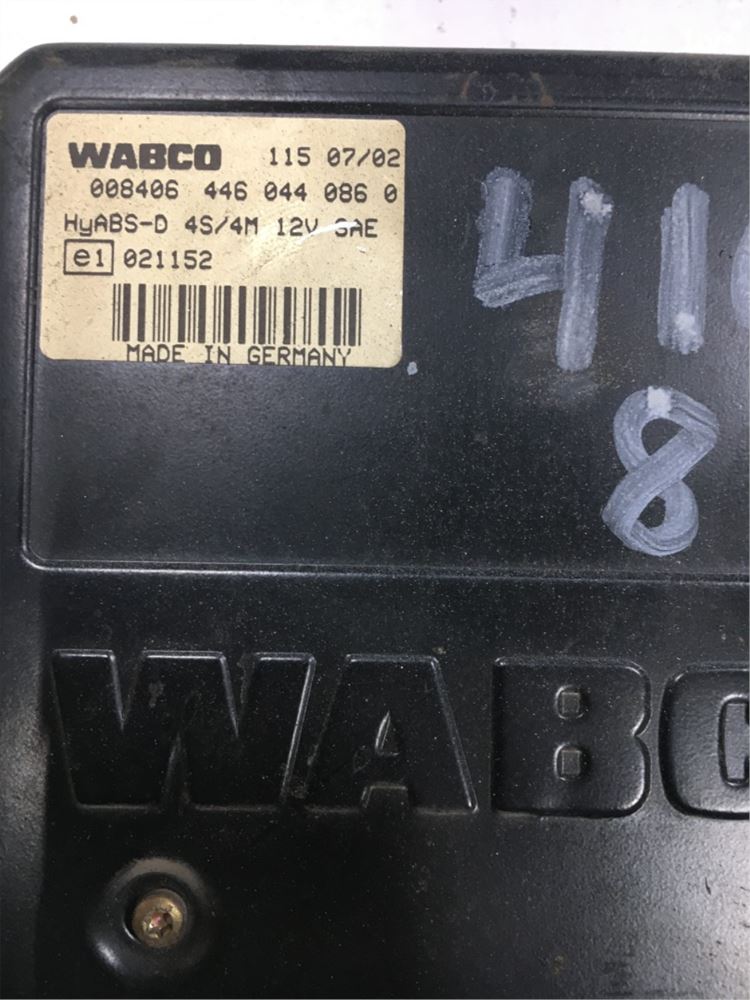 WABCO 115 07/02
008406 446 044 086 0
HyABS-D 4S/4M 12V SAE
e1 021152
MADE IN GERMANY
41
8
WABC